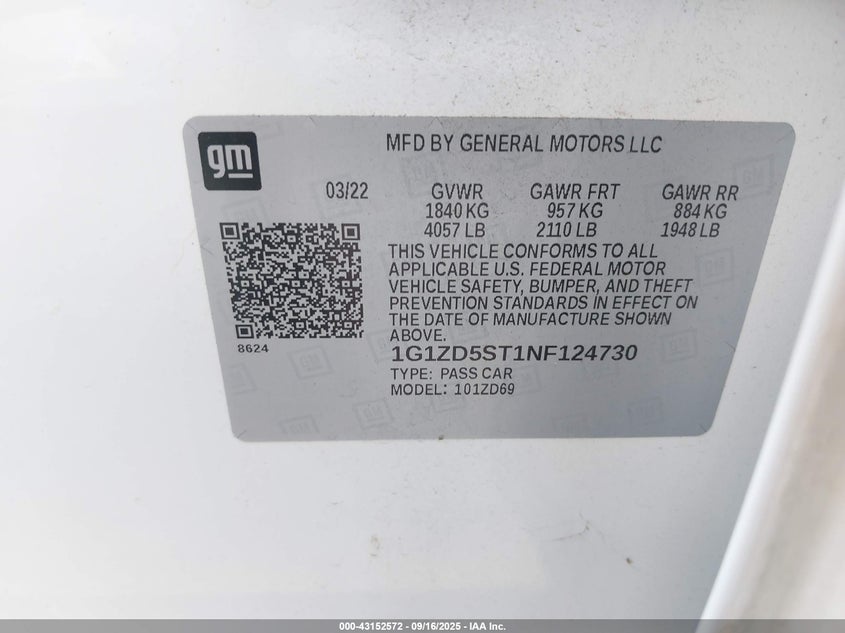 gm
MFD BY GENERAL MOTORS LLC
03/22 GVWR GAWR FRT GAWR RR
1840 KG 957 KG 884 KG
4057 LB 2110 LB 1948 LB
THIS VEHICLE CONFORMS TO ALL
APPLICABLE U.S. FEDERAL MOTOR
VEHICLE SAFETY, BUMPER, AND THEFT
PREVENTION STANDARDS IN EFFECT ON
THE DATE OF MANUFACTURE SHOWN
ABOVE.
8624
1G1ZD5ST1NF124730
TYPE: PASS CAR
MODEL: 101ZD69
000-43152572 - 09/16/2025 - IAA Inc.